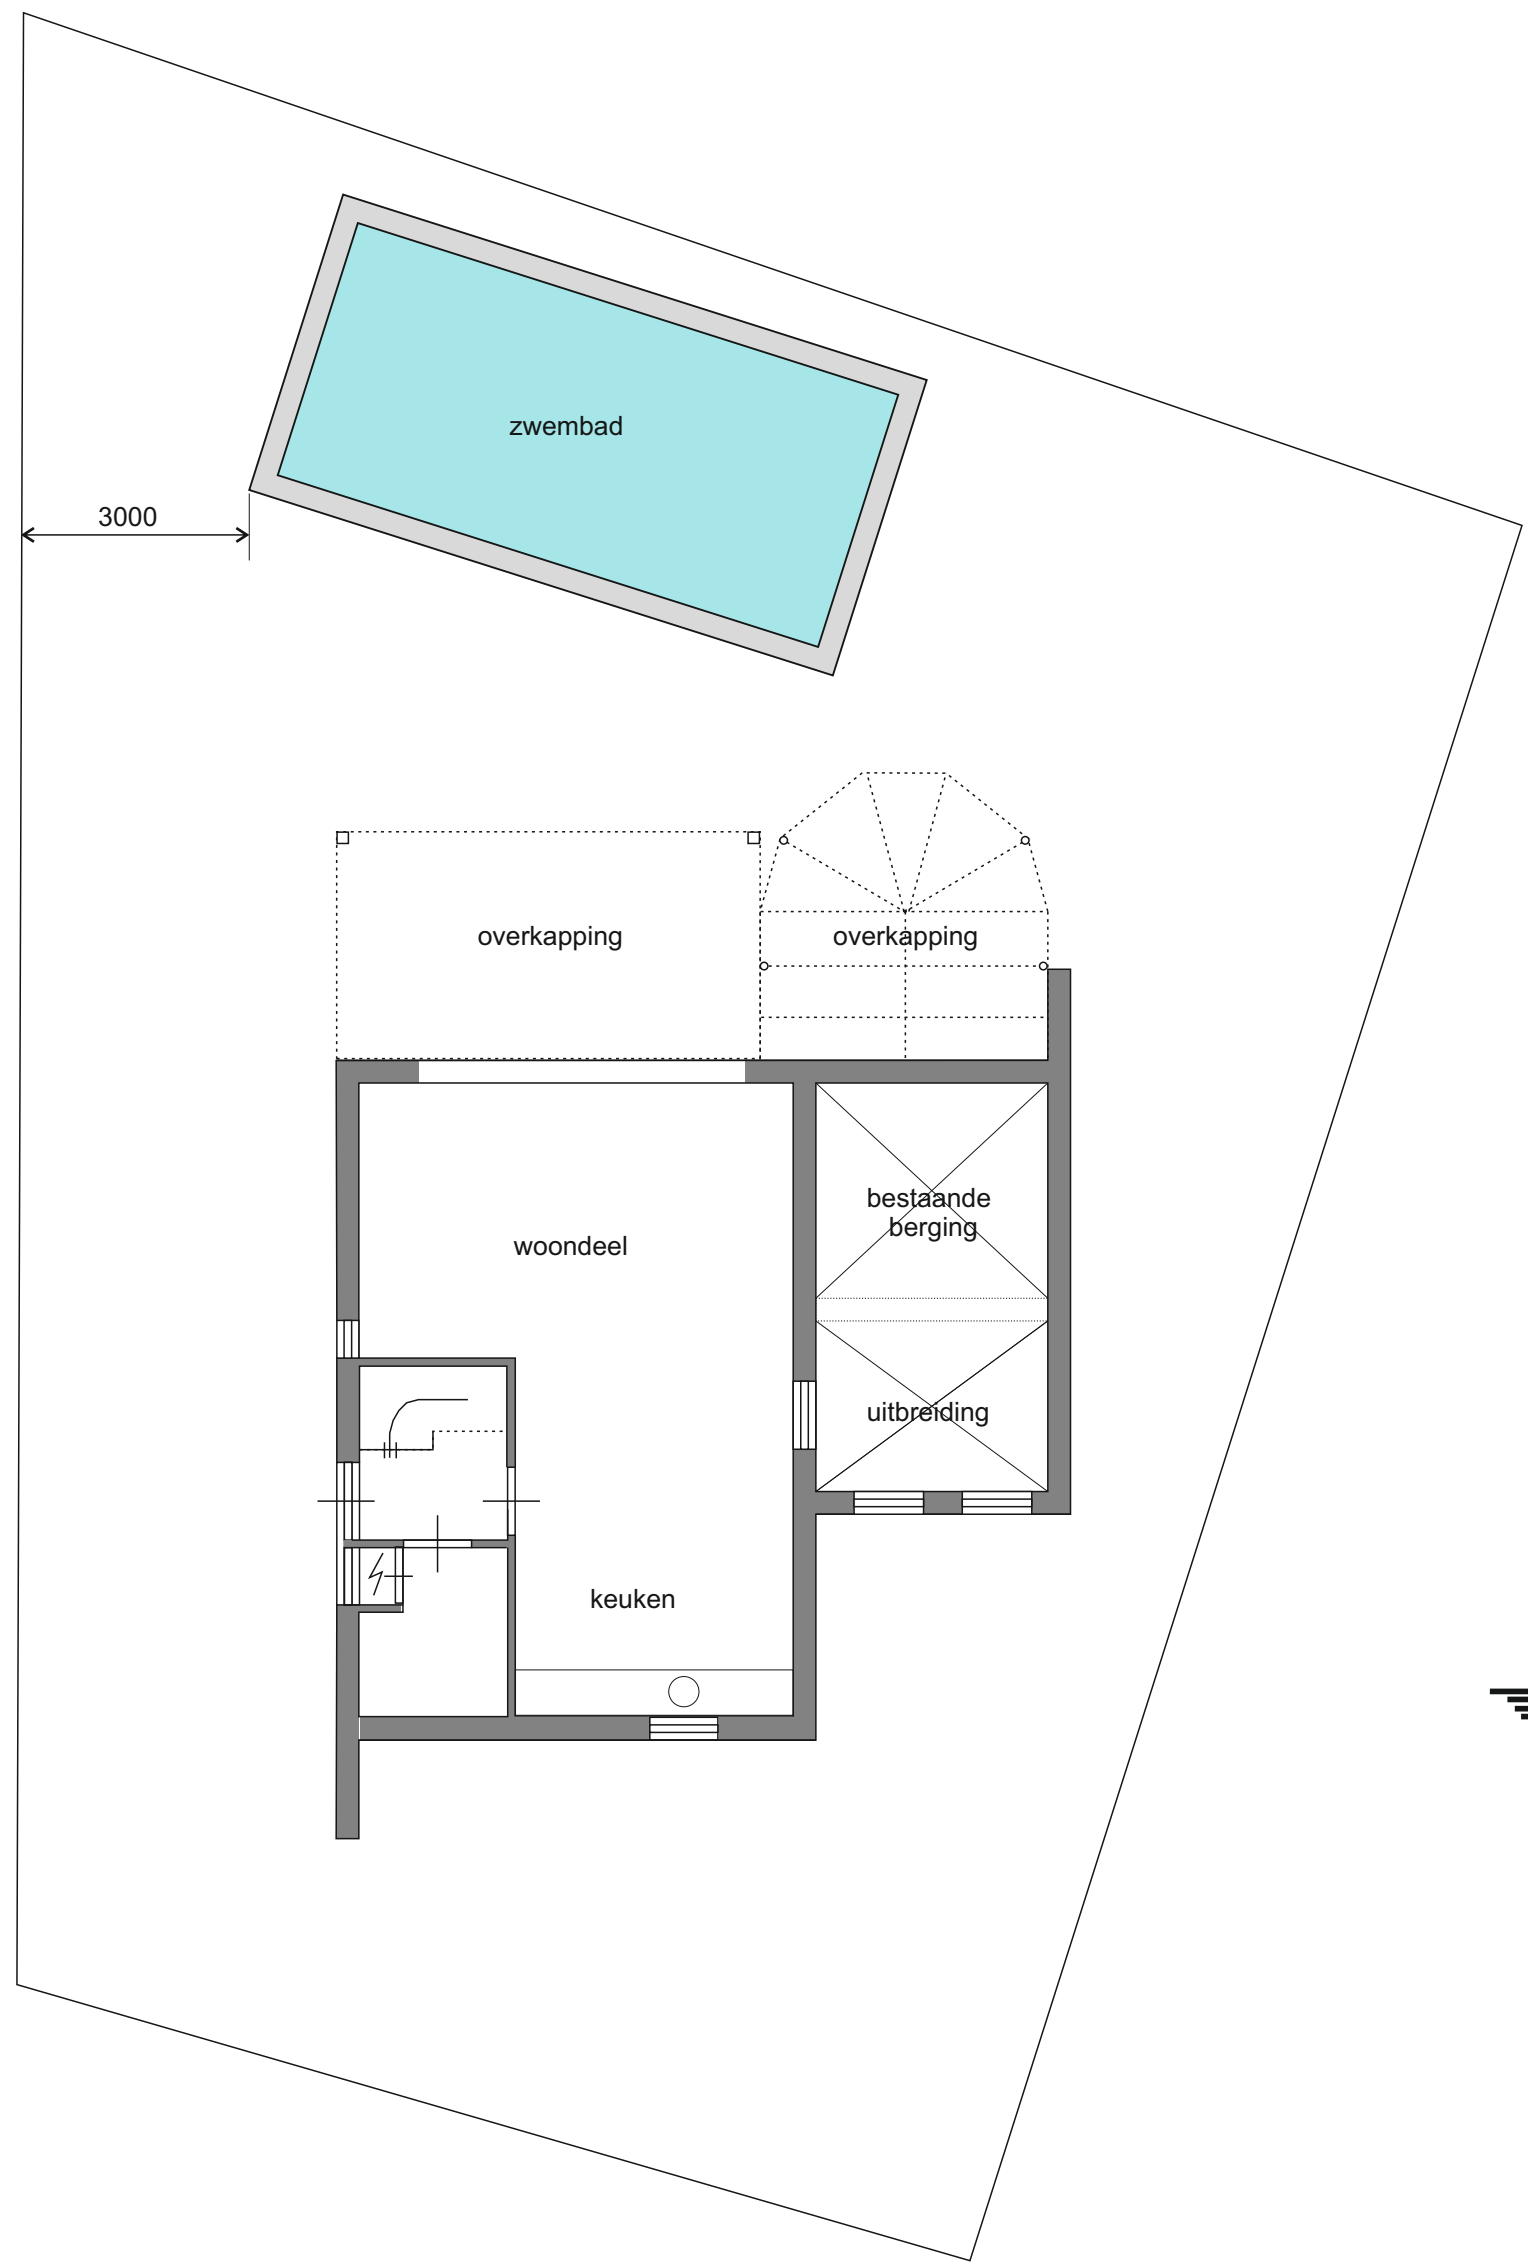 zwembad
3000
overkapping
overkapping
bestaande
berging
woondeel
uitbreiding
keuken